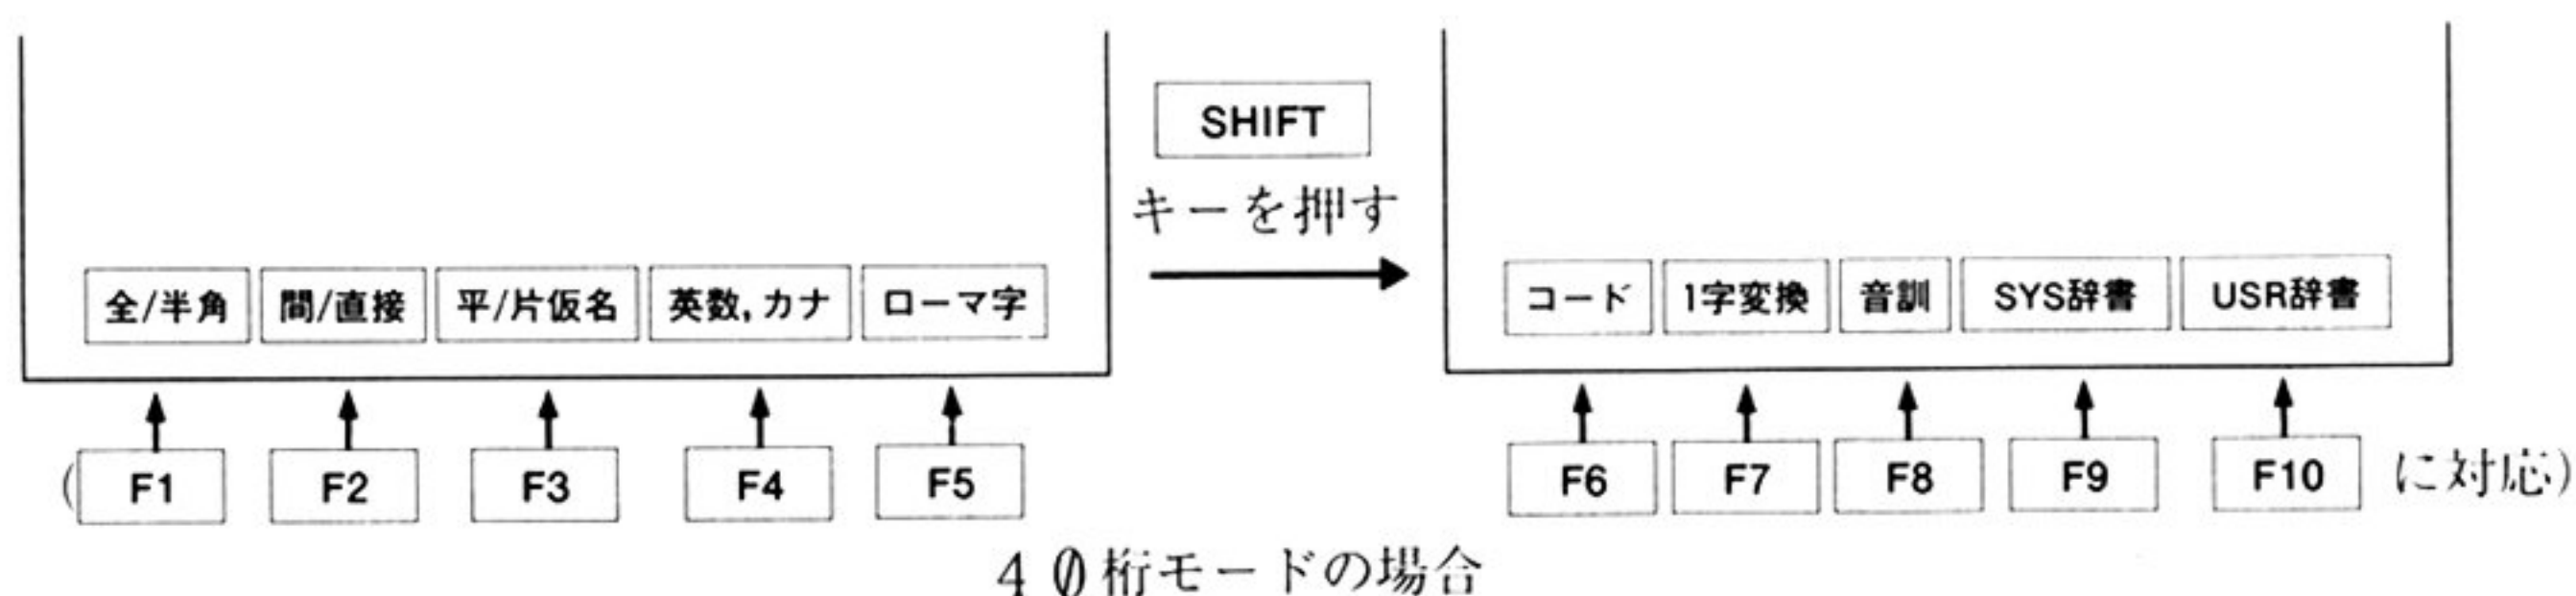 SHIFT
キーを押す
全/半角 間/直接 平/片仮名 英数,カナ ローマ字 コード 1字変換 音訓 SYS辞書 USR辞書
(F1 F2 F3 F4 F5 F6 F7 F8 F9 F10 に対応)
40桁モードの場合